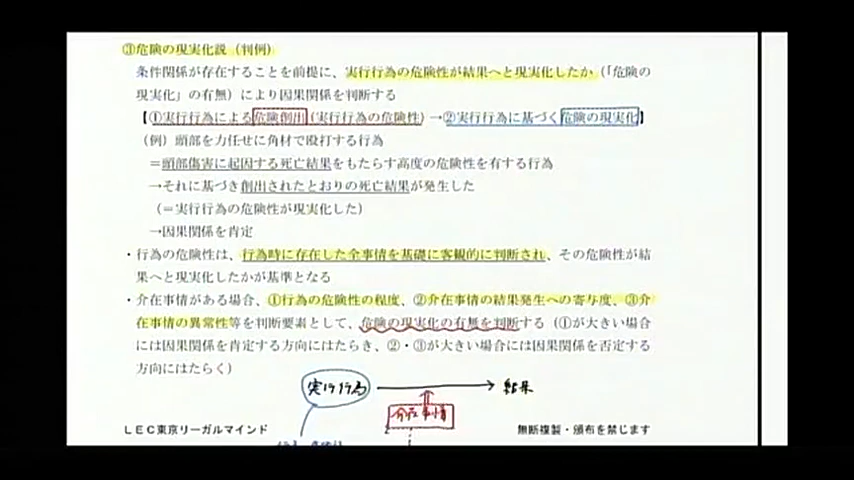 ③危険の現実化説（判例）
条件関係が存在することを前提に、実行行為の危険性が結果へと現実化したか（「危険の
現実化」の有無）により因果関係を判断する
【①実行行為による危険創出（実行行為の危険性）→②実行行為に基づく危険の現実化】
（例）頭部を力任せに角材で殴打する行為
＝頭部傷害に起因する死亡結果をもたらす高度の危険性を有する行為
→それに基づき創出されたとおりの死亡結果が発生した
（＝実行行為の危険性が現実化した）
→因果関係を肯定
・行為の危険性は、行為時に存在した全事情を基礎に客観的に判断され、その危険性が結
果へと現実化したかが基準となる
・介在事情がある場合、①行為の危険性の程度、②介在事情の結果発生への寄与度、③介
在事情の異常性等を判断要素として、危険の現実化の有無を判断する（①が大きい場合
には因果関係を肯定する方向にはたらき、②・③が大きい場合には因果関係を否定する
方向にはたらく）
実行行為 → 結果
介在事情
ＬＥＣ東京リーガルマインド 無断複製・頒布を禁じます